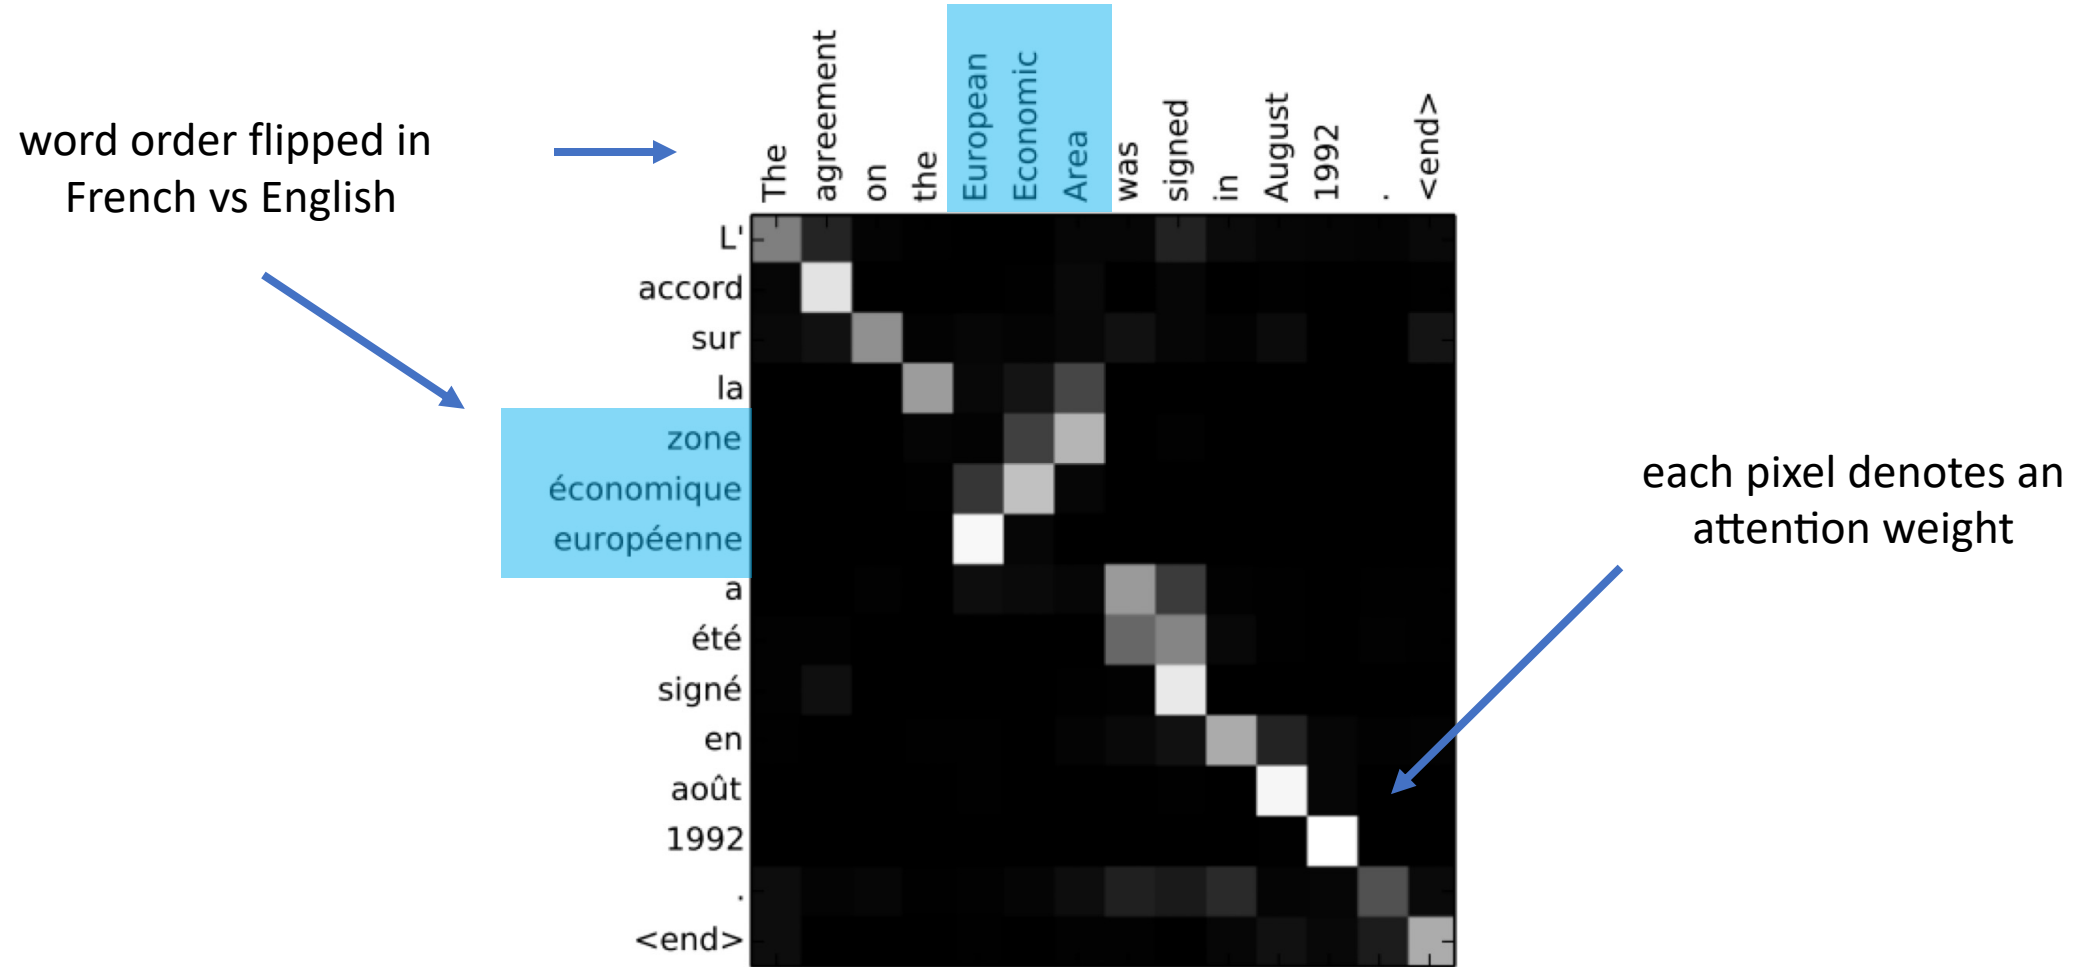 word order flipped in
French vs English
The
agreement
on
the
European
Economic
Area
was
signed
in
August
1992
.
<end>
L'
accord
sur
la
zone
économique
européenne
a
été
signé
en
août
1992
.
<end>
each pixel denotes an
attention weight